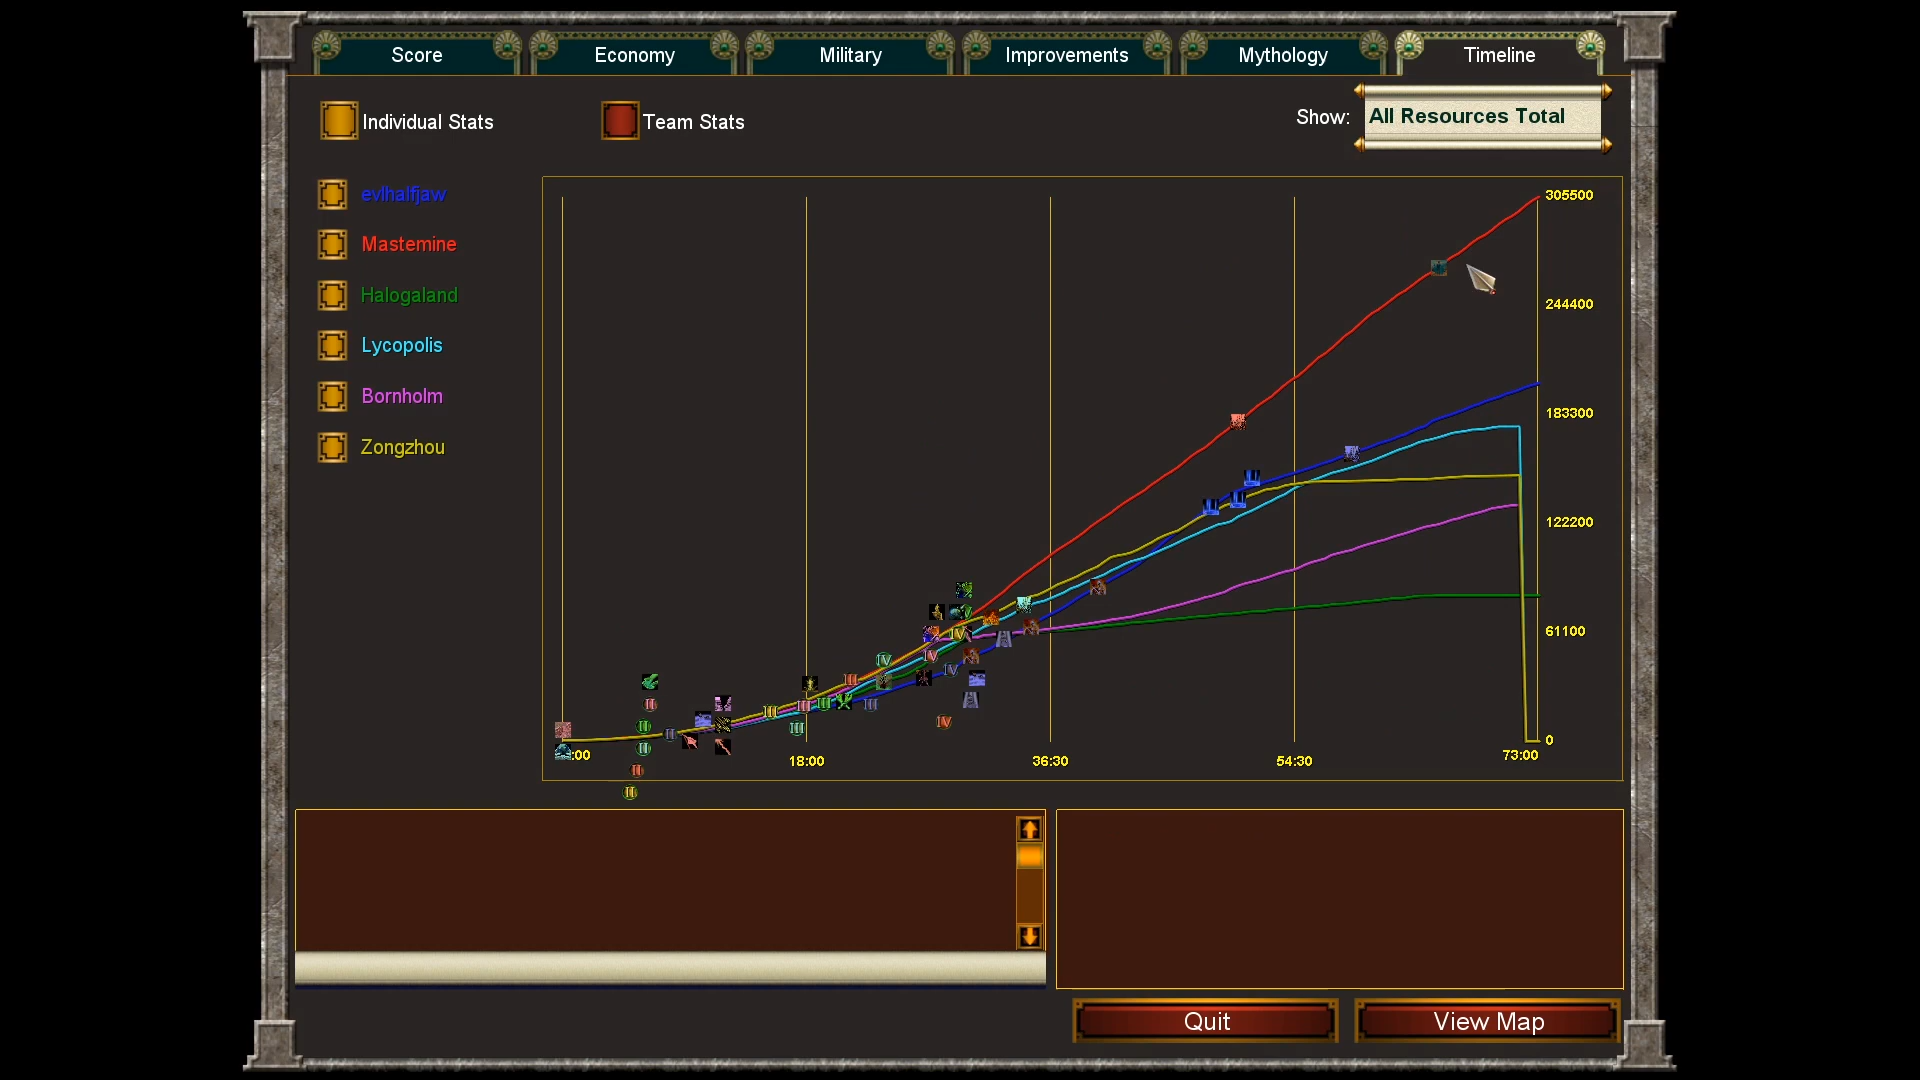 Score
Economy
Military
Improvements
Mythology
Timeline
Individual Stats
Team Stats
Show:
All Resources Total
evlhalfjaw
Mastemine
Halogaland
Lycopolis
Bornholm
Zongzhou
305500
244400
183300
122200
61100
0
:00
18:00
36:30
54:30
73:00
Quit
View Map